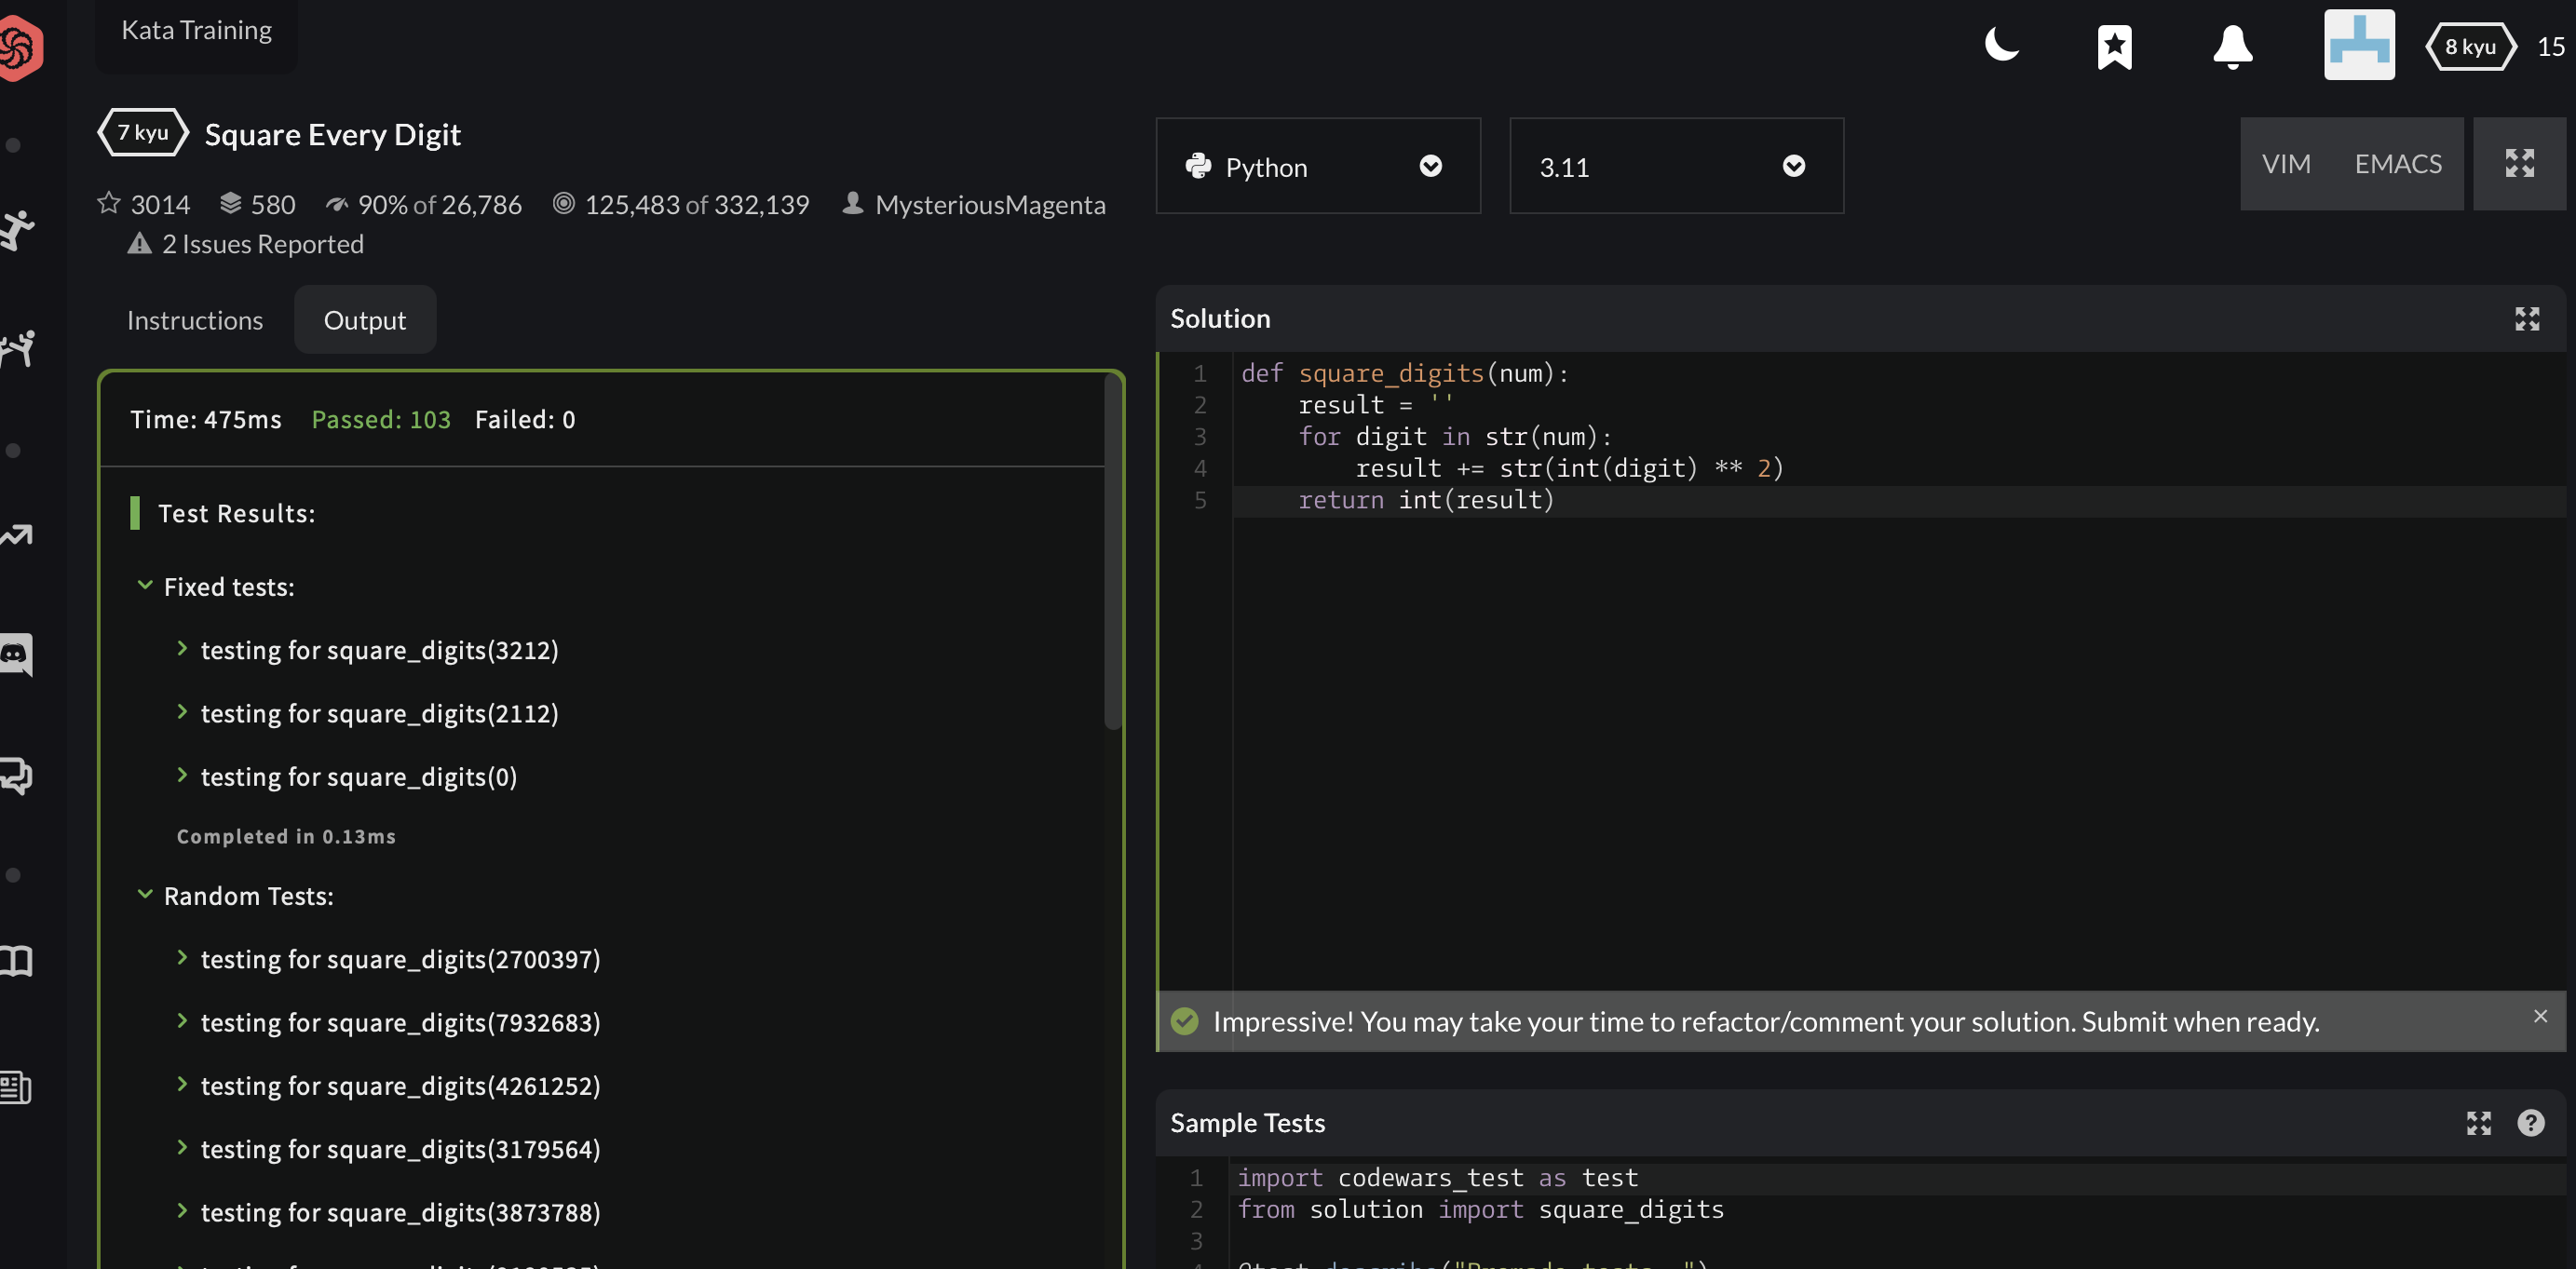 Kata Training
8 kyu 15
7 kyu Square Every Digit
3014 580 90% of 26,786 125,483 of 332,139 MysteriousMagenta
2 Issues Reported
Python
3.11
VIM EMACS
Instructions
Output
Time: 475ms Passed: 103 Failed: 0
Test Results:
Fixed tests:
testing for square_digits(3212)
testing for square_digits(2112)
testing for square_digits(0)
Completed in 0.13ms
Random Tests:
testing for square_digits(2700397)
testing for square_digits(7932683)
testing for square_digits(4261252)
testing for square_digits(3179564)
testing for square_digits(3873788)
Solution
1 def square_digits(num):
2     result = ''
3     for digit in str(num):
4         result += str(int(digit) ** 2)
5     return int(result)
Impressive! You may take your time to refactor/comment your solution. Submit when ready.
Sample Tests
1 import codewars_test as test
2 from solution import square_digits
3